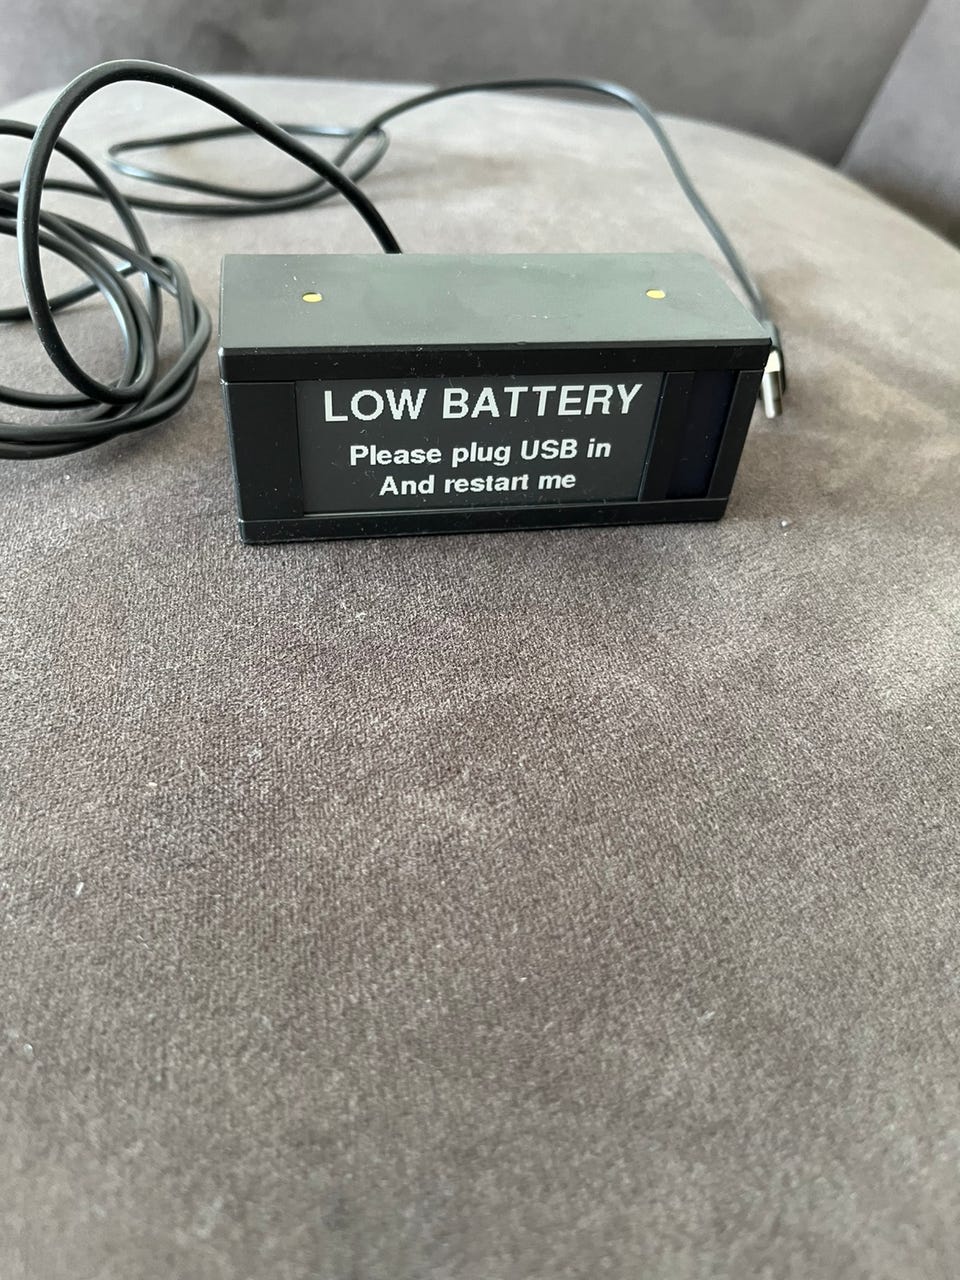 LOW BATTERY
Please plug USB in
And restart me